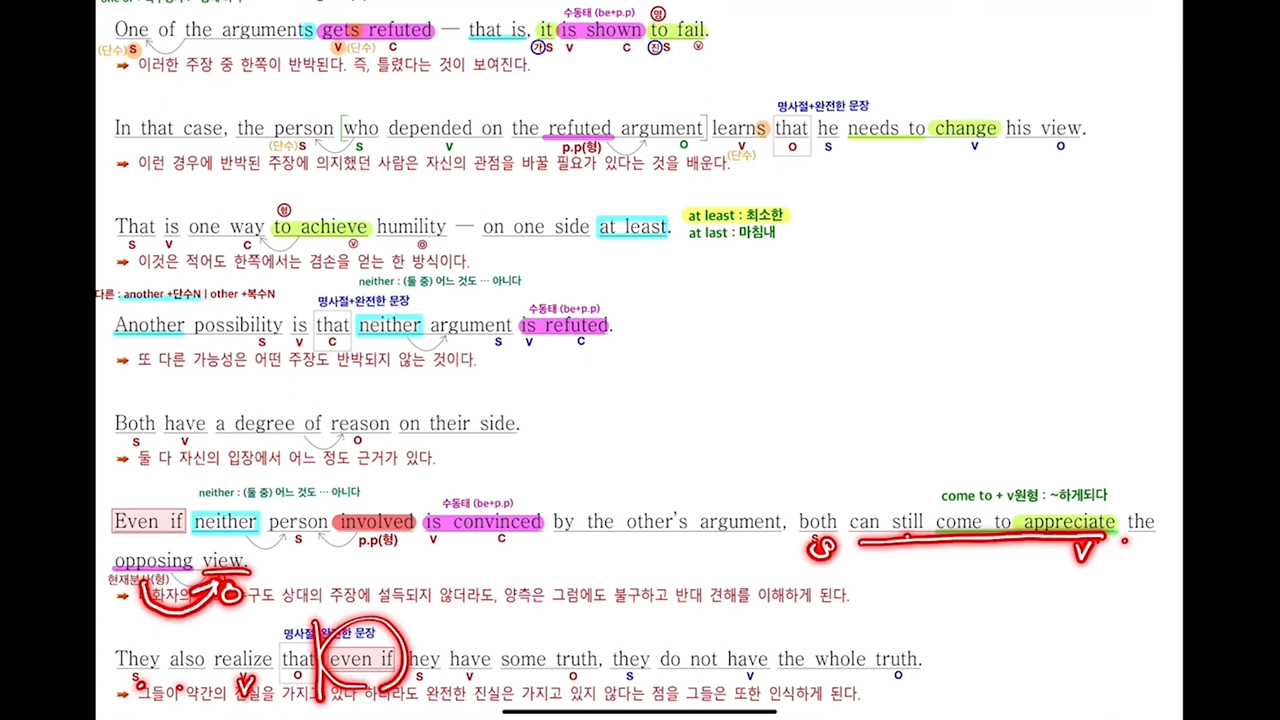 수동태 (be+p.p) 명
One of the arguments gets refuted — that is, it is shown to fail.
(단수) S V (단수) C 가 S V C 진 S V
➡ 이러한 주장 중 한쪽이 반박된다. 즉, 틀렸다는 것이 보여진다.
명사절+완전한 문장
In that case, the person [who depended on the refuted argument] learns that he needs to change his view.
(단수) S S V p.p(형) O V (단수) O S V O
➡ 이런 경우에 반박된 주장에 의지했던 사람은 자신의 관점을 바꿀 필요가 있다는 것을 배운다.
형
That is one way to achieve humility — on one side at least. at least : 최소한
at last : 마침내
S V C V O
➡ 이것은 적어도 한쪽에서는 겸손을 얻는 한 방식이다.
neither : (둘 중) 어느 것도 … 아니다
다른 : another +단수N | other +복수N 명사절+완전한 문장 수동태 (be+p.p)
Another possibility is that neither argument is refuted.
S V C S V C
➡ 또 다른 가능성은 어떤 주장도 반박되지 않는 것이다.
Both have a degree of reason on their side.
S V O
➡ 둘 다 자신의 입장에서 어느 정도 근거가 있다.
neither : (둘 중) 어느 것도 … 아니다 수동태 (be+p.p) come to + v원형 : ~하게되다
Even if neither person involved is convinced by the other's argument, both can still come to appreciate the
S p.p(형) V C S V
opposing view.
현재분사(형) O
➡ 상대의 주장에 설득되지 않더라도, 양측은 그럼에도 불구하고 반대 견해를 이해하게 된다.
명사절+완전한 문장
They also realize that even if they have some truth, they do not have the whole truth.
S V O S V O S V O
➡ 그들이 약간의 진실을 가지고 있다 하더라도 완전한 진실은 가지고 있지 않다는 점을 그들은 또한 인식하게 된다.